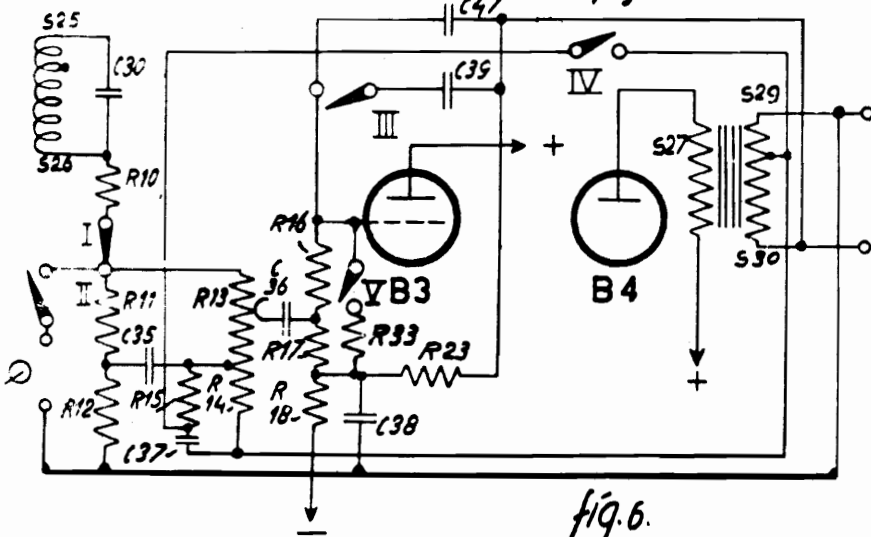 S25
C30
S26
R10
I
II
R11
C35
R12
R15
C37
R13
R
14
C
36
R16
R17
R
18
C47
C39
III
IV
V
B3
R33
R23
C38
+
B4
S27
S29
S30
+
−
fig.6.